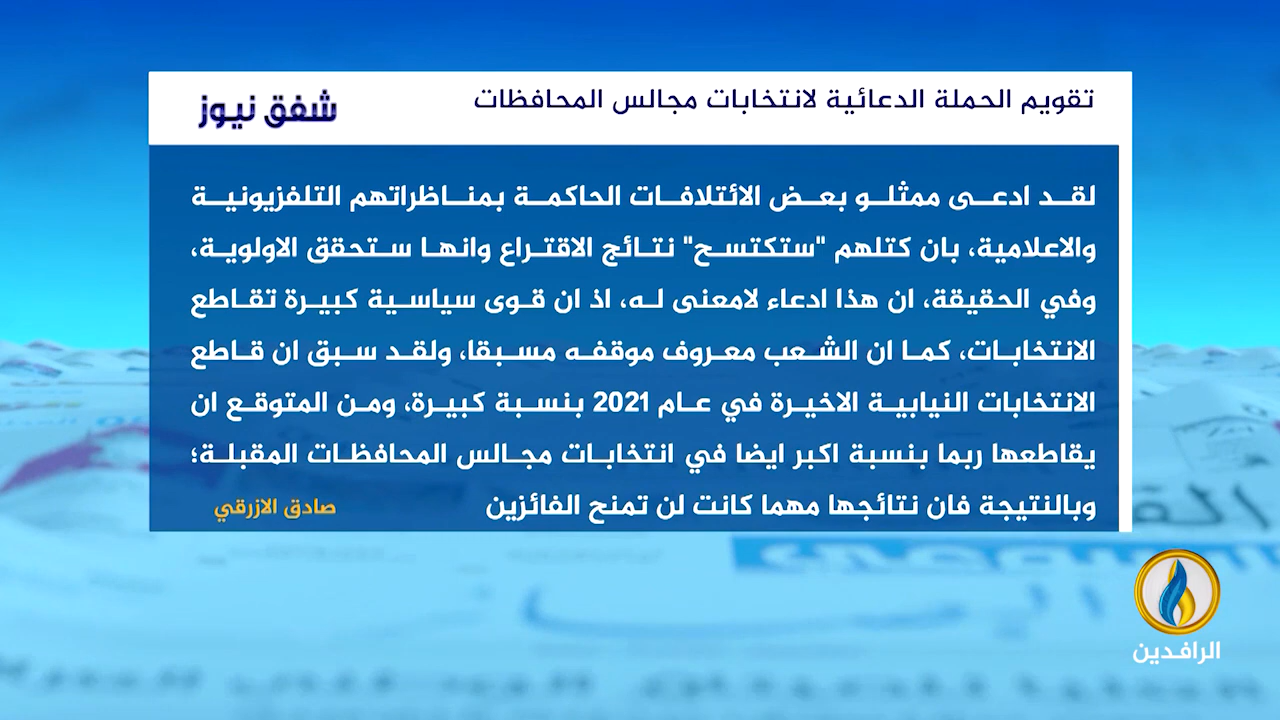 تقويم الحملة الدعائية لانتخابات مجالس المحافظات
شفق نيوز
لقد ادعى ممثلو بعض الائتلافات الحاكمة بمناظراتهم التلفزيونية
والاعلامية، بان كتلهم "ستكتسح" نتائج الاقتراع وانها ستحقق الاولوية،
وفي الحقيقة، ان هذا ادعاء لامعنى له، اذ ان قوى سياسية كبيرة تقاطع
الانتخابات، كما ان الشعب معروف موقفه مسبقا، ولقد سبق ان قاطع
الانتخابات النيابية الاخيرة في عام 2021 بنسبة كبيرة، ومن المتوقع ان
يقاطعها ربما بنسبة اكبر ايضا في انتخابات مجالس المحافظات المقبلة؛
وبالنتيجة فان نتائجها مهما كانت لن تمنح الفائزين
صادق الازرقي
الرافدين